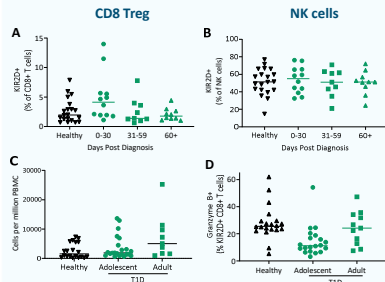 CD8 Treg
NK cells
A
KIR2D+
(% of CD8+ T cells)
15
10
5
0
Healthy
0-30
31-59
60+
Days Post Diagnosis
B
KIR2D+
(% of NK cells)
100
80
60
40
20
0
Healthy
0-30
31-59
60+
Days Post Diagnosis
C
Cells per million PBMC
30000
20000
10000
0
Healthy
Adolescent
Adult
T1D
D
Granzyme B+
(% KIR2D+ CD8+ T cells)
60
40
20
0
Healthy
Adolescent
Adult
T1D